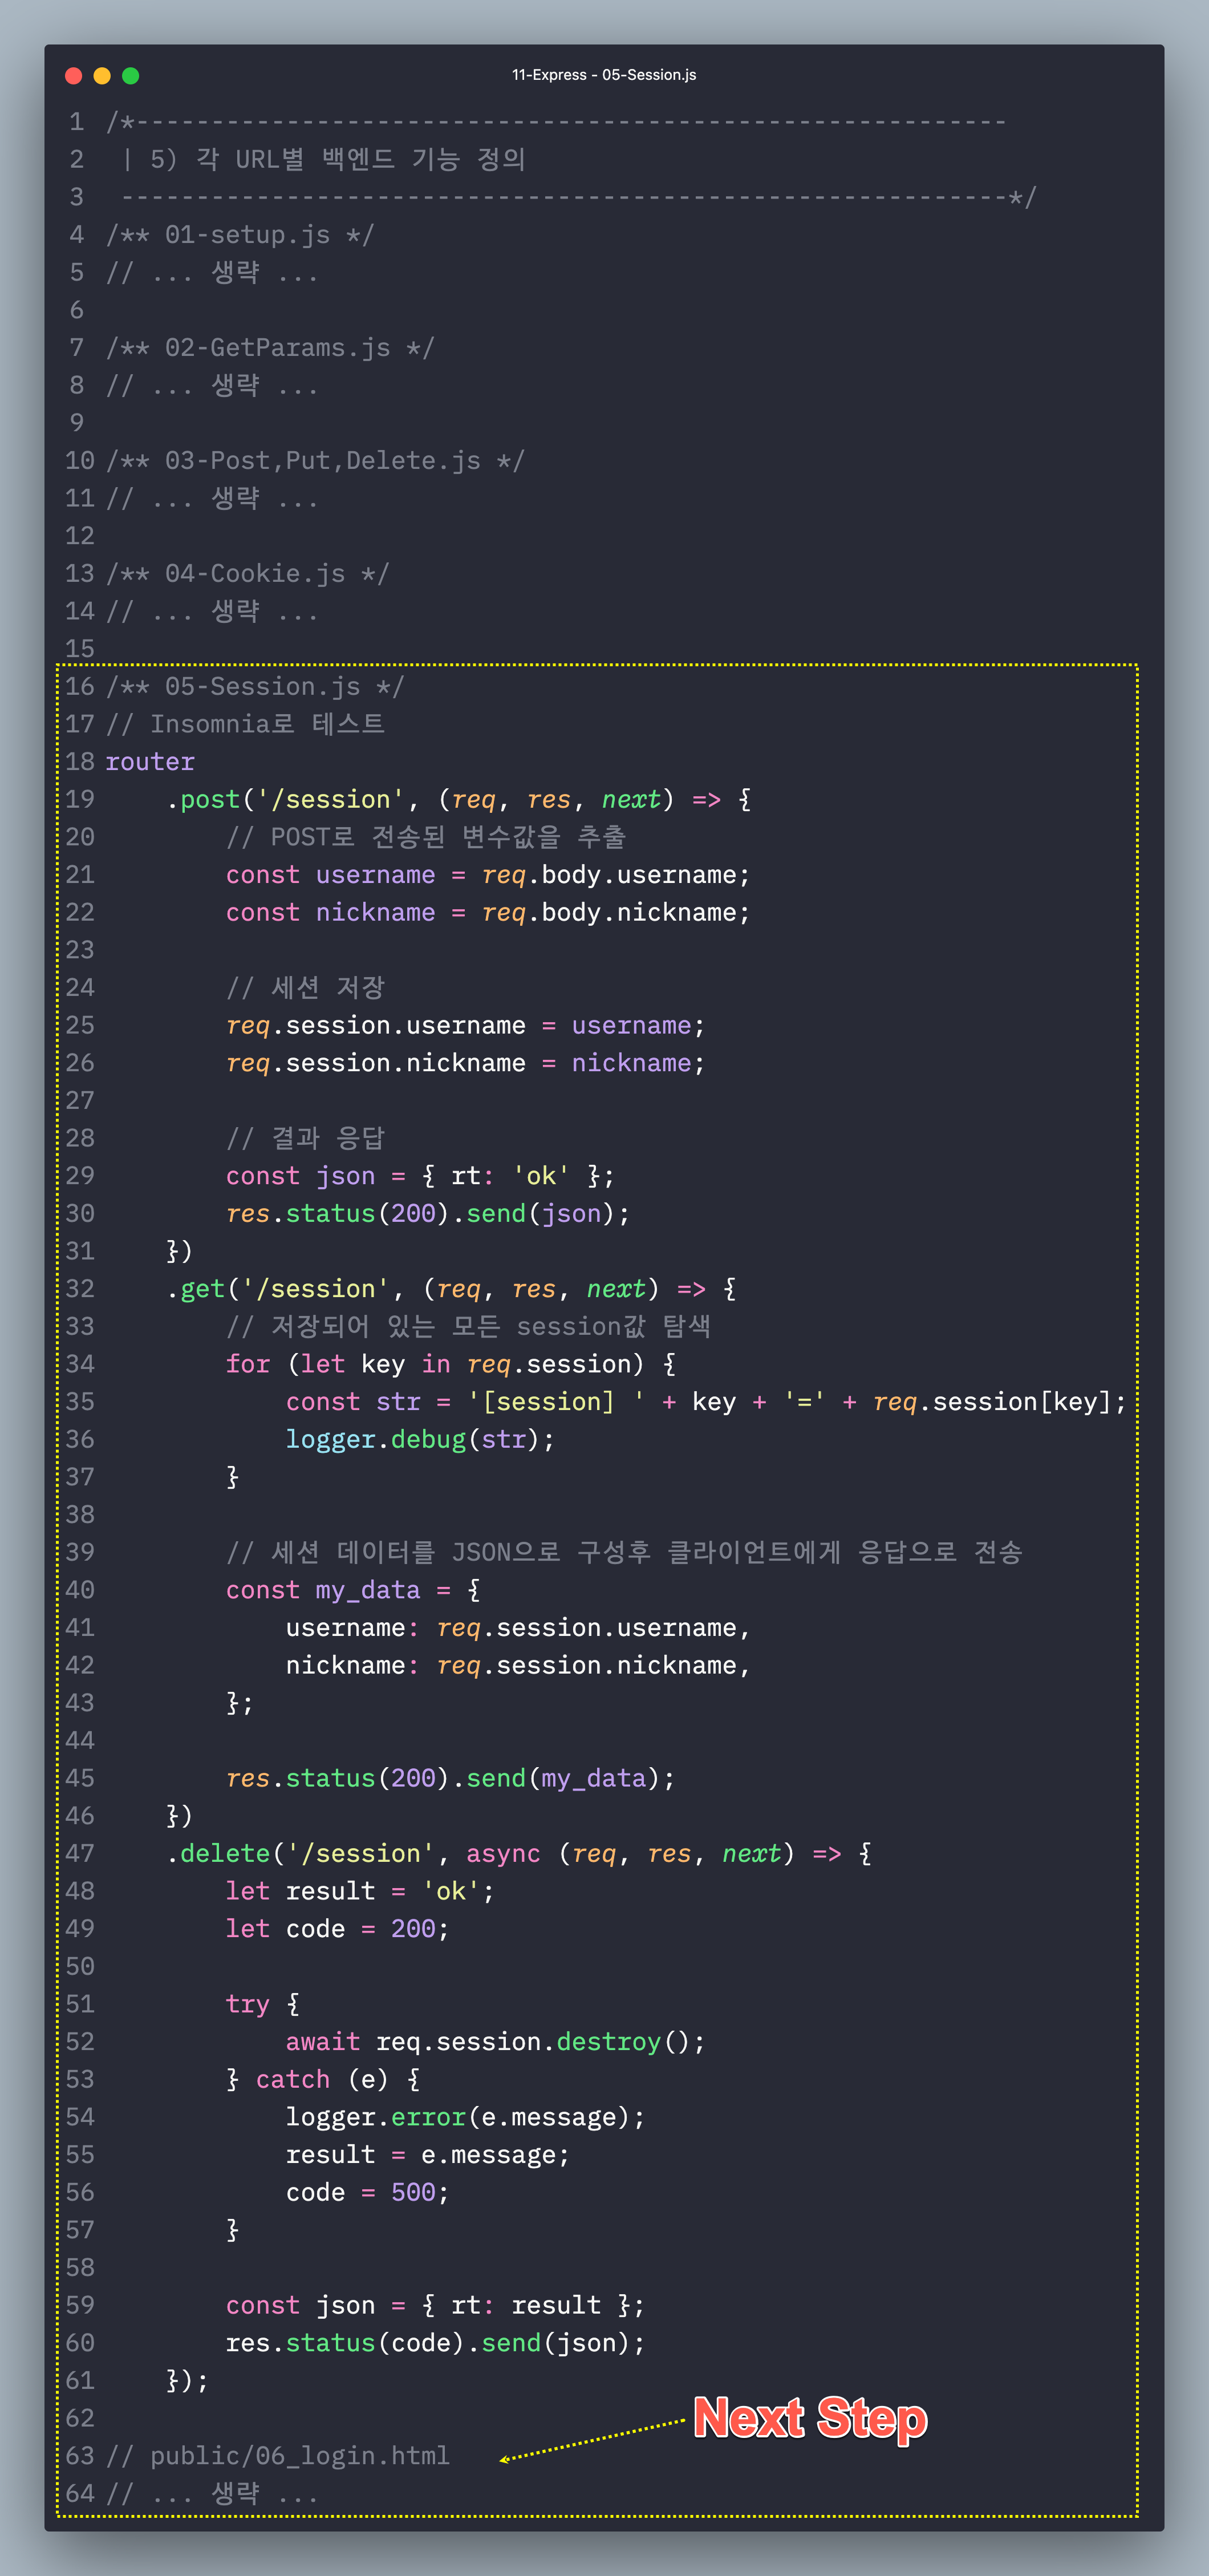 11-Express - 05-Session.js
1 /*----------------------------------------------------------
2  | 5) 각 URL별 백엔드 기능 정의
3  -----------------------------------------------------------*/
4 /** 01-setup.js */
5 // ... 생략 ...
6
7 /** 02-GetParams.js */
8 // ... 생략 ...
9
10 /** 03-Post,Put,Delete.js */
11 // ... 생략 ...
12
13 /** 04-Cookie.js */
14 // ... 생략 ...
15
16 /** 05-Session.js */
17 // Insomnia로 테스트
18 router
19     .post('/session', (req, res, next) => {
20         // POST로 전송된 변수값을 추출
21         const username = req.body.username;
22         const nickname = req.body.nickname;
23
24         // 세션 저장
25         req.session.username = username;
26         req.session.nickname = nickname;
27
28         // 결과 응답
29         const json = { rt: 'ok' };
30         res.status(200).send(json);
31     })
32     .get('/session', (req, res, next) => {
33         // 저장되어 있는 모든 session값 탐색
34         for (let key in req.session) {
35             const str = '[session] ' + key + '=' + req.session[key];
36             logger.debug(str);
37         }
38
39         // 세션 데이터를 JSON으로 구성후 클라이언트에게 응답으로 전송
40         const my_data = {
41             username: req.session.username,
42             nickname: req.session.nickname,
43         };
44
45         res.status(200).send(my_data);
46     })
47     .delete('/session', async (req, res, next) => {
48         let result = 'ok';
49         let code = 200;
50
51         try {
52             await req.session.destroy();
53         } catch (e) {
54             logger.error(e.message);
55             result = e.message;
56             code = 500;
57         }
58
59         const json = { rt: result };
60         res.status(code).send(json);
61     });
62
Next Step
63 // public/06_login.html
64 // ... 생략 ...